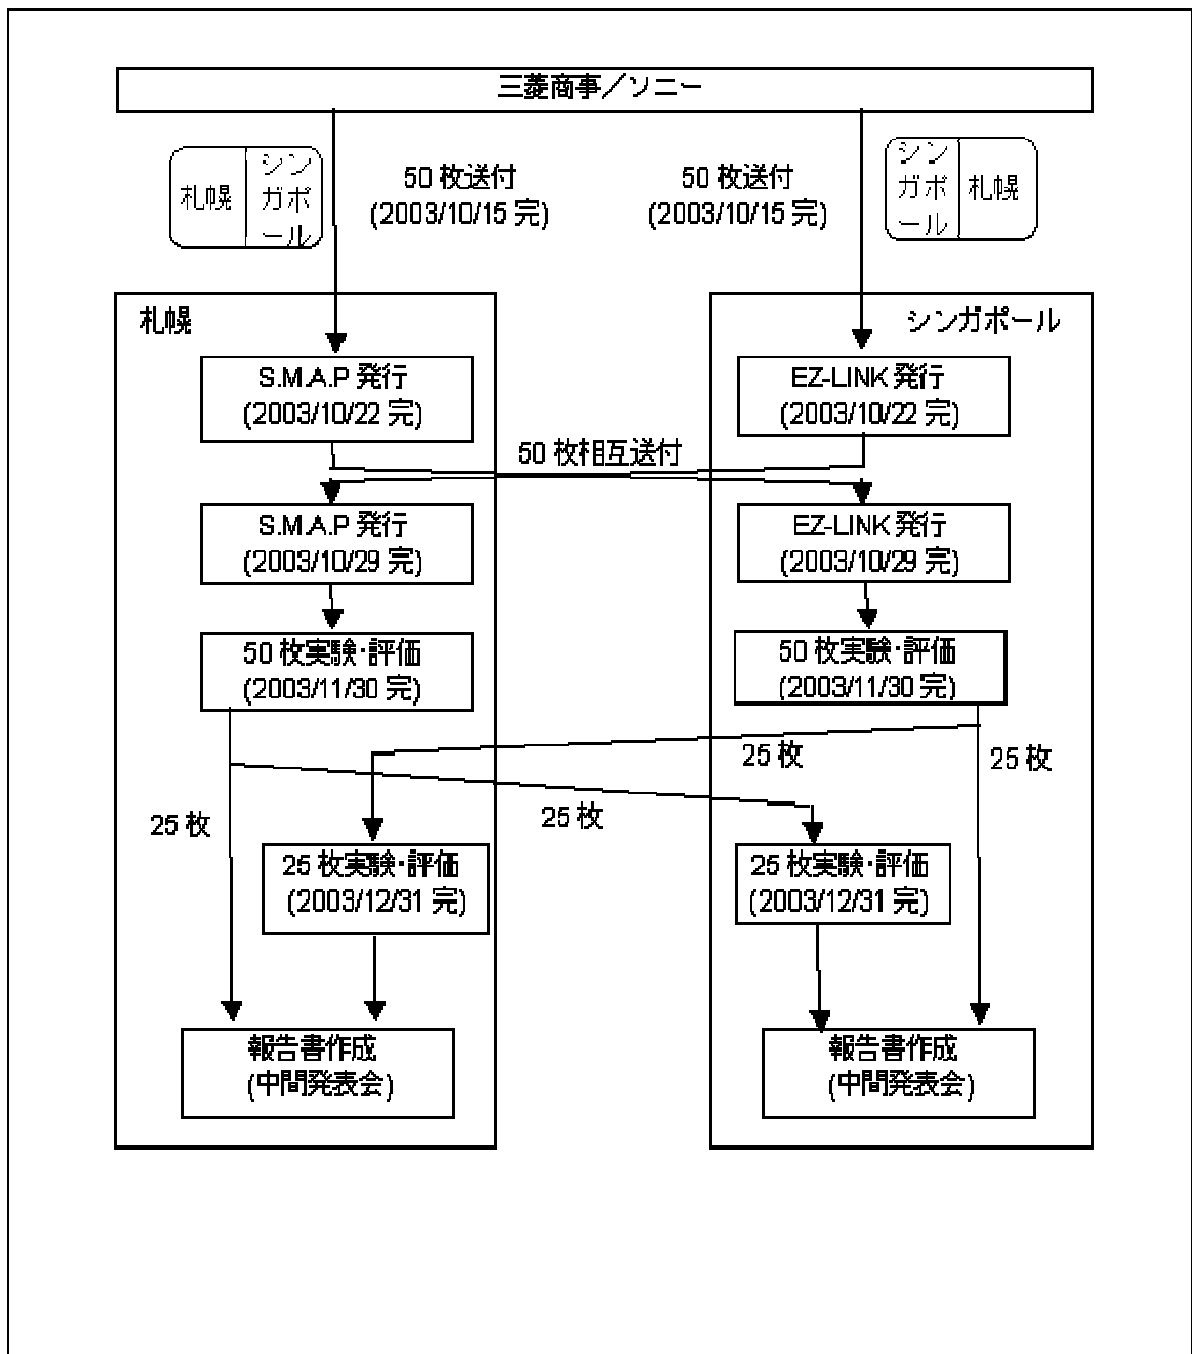 三菱商事／ソニー
札幌
シン
ガポ
ール
50 枚送付
(2003/10/15 完)
50 枚送付
(2003/10/15 完)
シン
ガポ
ール
札幌
札幌
シンガポール
S.M.A.P 発行
(2003/10/22 完)
EZ-LINK 発行
(2003/10/22 完)
50 枚相互送付
S.M.A.P 発行
(2003/10/29 完)
EZ-LINK 発行
(2003/10/29 完)
50 枚実験・評価
(2003/11/30 完)
50 枚実験・評価
(2003/11/30 完)
25 枚
25 枚
25 枚
25 枚
25 枚実験・評価
(2003/12/31 完)
25 枚実験・評価
(2003/12/31 完)
報告書作成
(中間発表会)
報告書作成
(中間発表会)